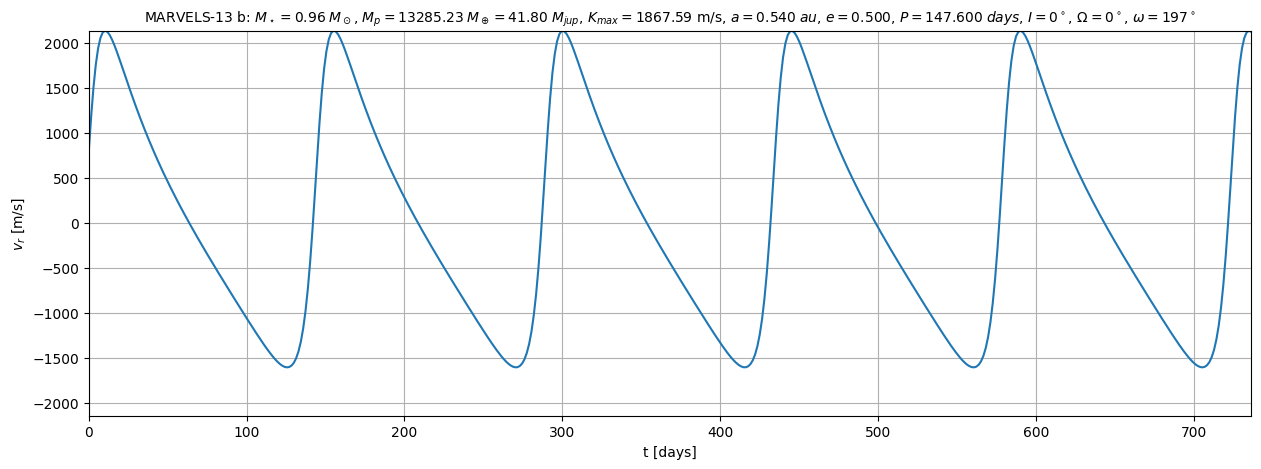 MARVELS-13 b: M⋆ = 0.96 M⊙, Mp = 13285.23 M⊕ = 41.80 Mjup, Kmax = 1867.59 m/s, a = 0.540 au, e = 0.500, P = 147.600 days, I = 0°, Ω = 0°, ω = 197°
2000
1500
1000
500
0
−500
−1000
−1500
−2000
vr [m/s]
0 100 200 300 400 500 600 700
t [days]